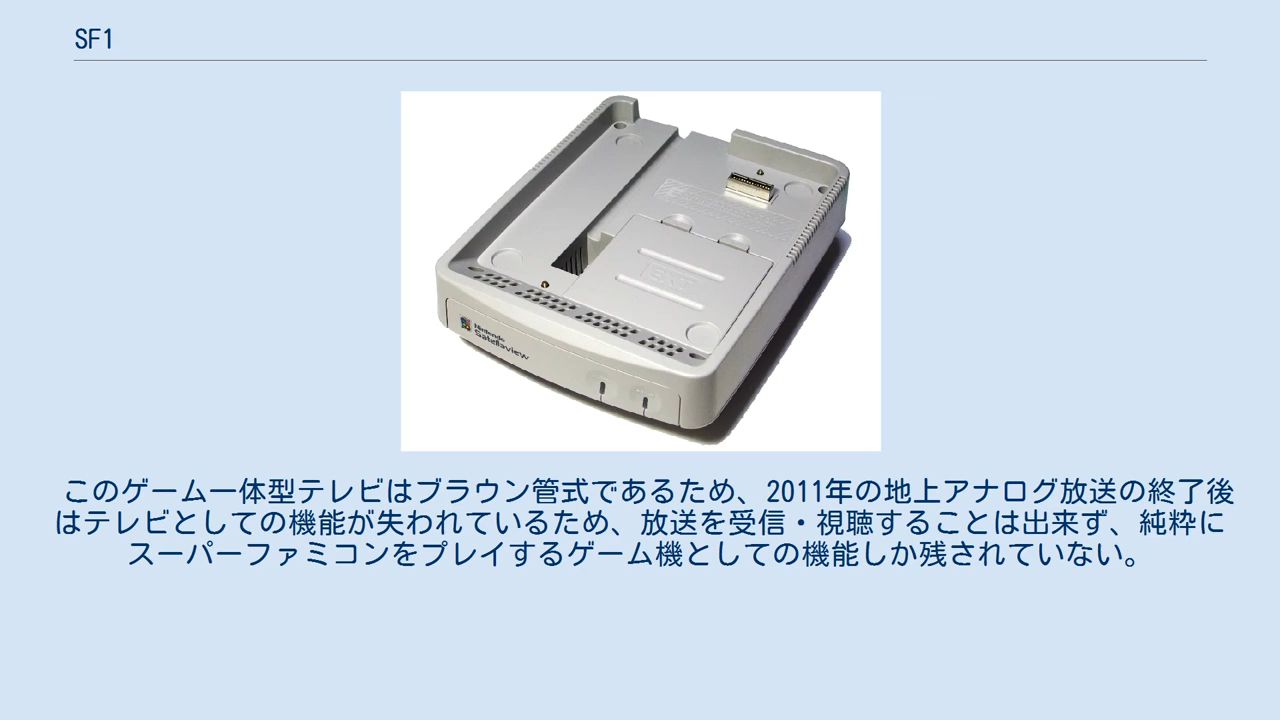 SF1
Nintendo
Satellaview
EXT
このゲーム一体型テレビはブラウン管式であるため、2011年の地上アナログ放送の終了後
はテレビとしての機能が失われているため、放送を受信・視聴することは出来ず、純粋に
スーパーファミコンをプレイするゲーム機としての機能しか残されていない。